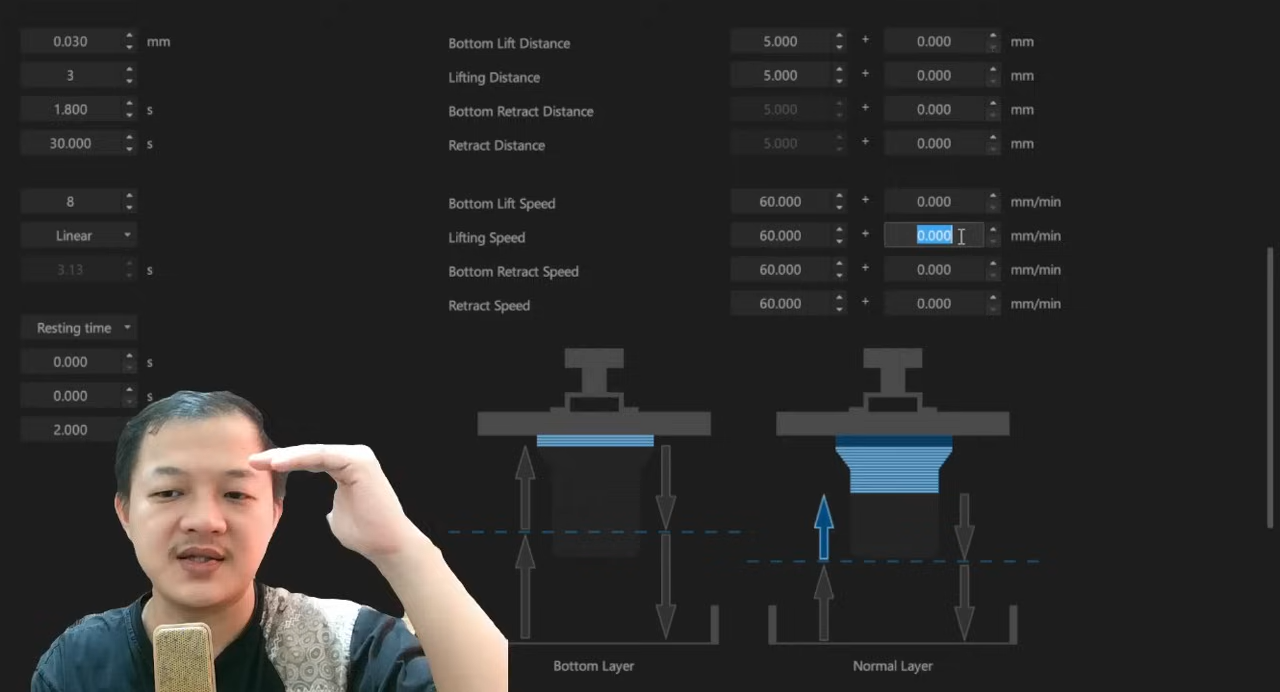 0.030 mm
3
1.800 s
30.000 s
8
Linear
3.13 s
Resting time
0.000 s
0.000 s
2.000
Bottom Lift Distance 5.000 + 0.000 mm
Lifting Distance 5.000 + 0.000 mm
Bottom Retract Distance 5.000 + 0.000 mm
Retract Distance 5.000 + 0.000 mm
Bottom Lift Speed 60.000 + 0.000 mm/min
Lifting Speed 60.000 + 0.000 mm/min
Bottom Retract Speed 60.000 + 0.000 mm/min
Retract Speed 60.000 + 0.000 mm/min
Bottom Layer
Normal Layer